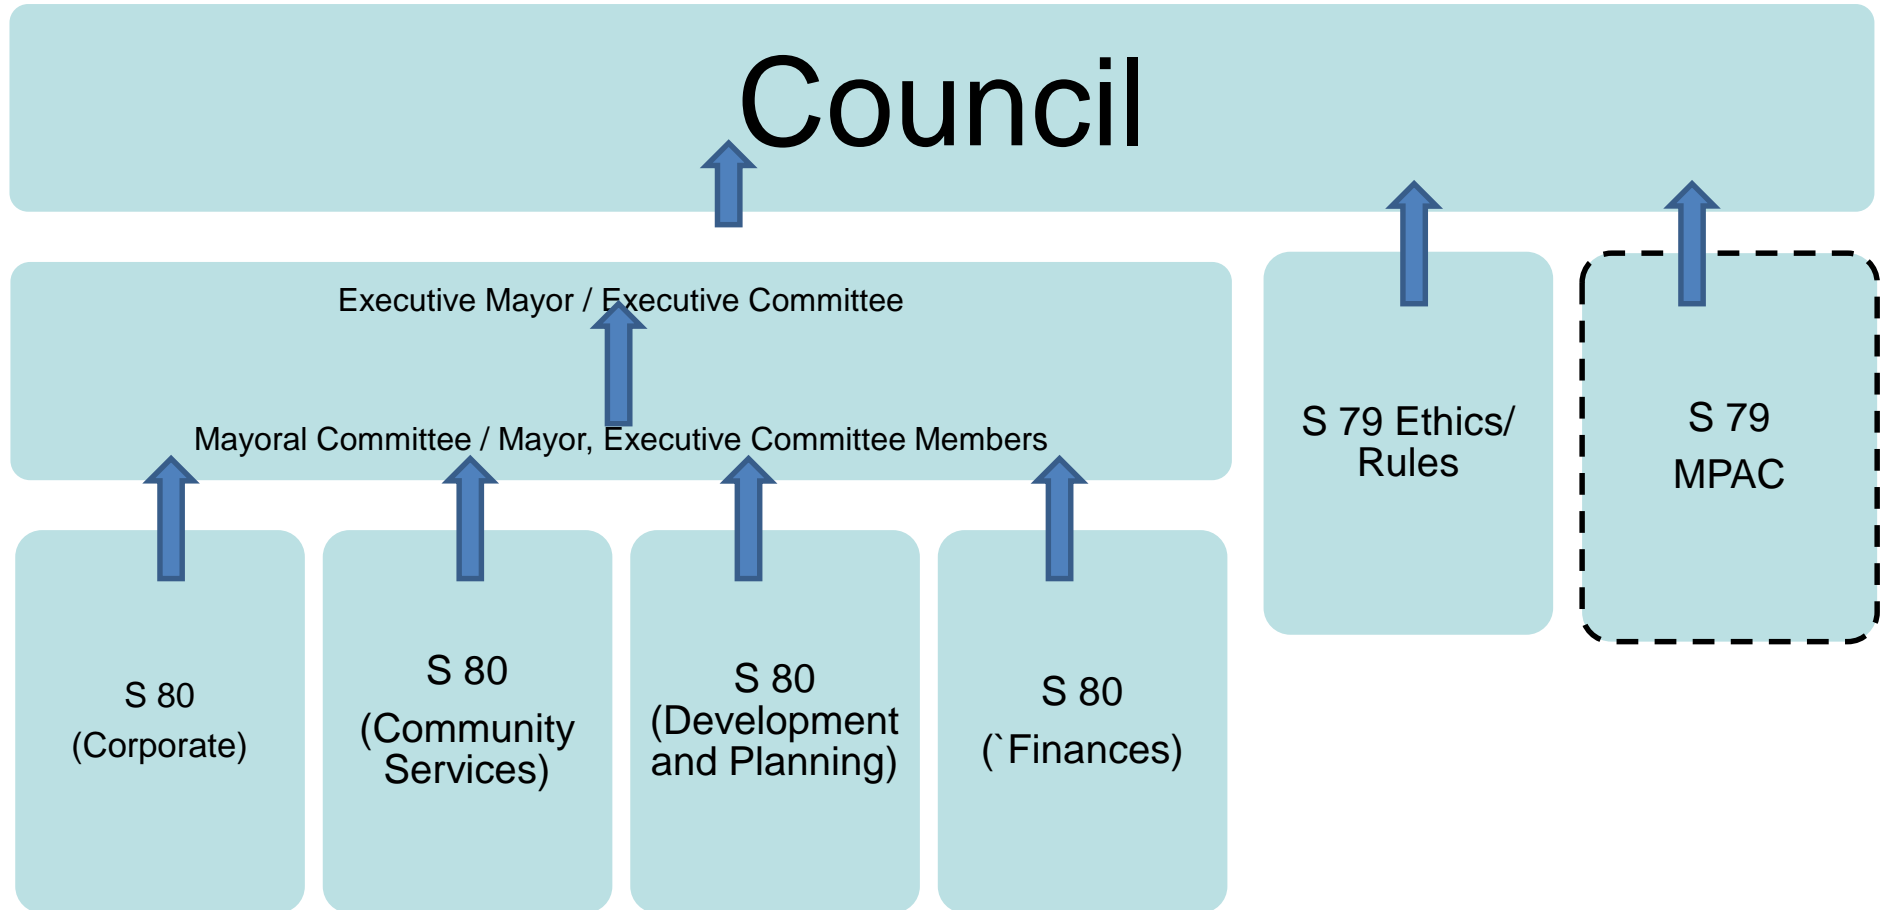 Council
Executive Mayor / Executive Committee
Mayoral Committee / Mayor, Executive Committee Members
S 79 Ethics/
Rules
S 79
MPAC
S 80
(Corporate)
S 80
(Community
Services)
S 80
(Development
and Planning)
S 80
(`Finances)